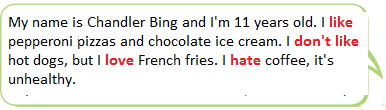 My name is Chandler Bing and I'm 11 years old. I like
pepperoni pizzas and chocolate ice cream. I don't like
hot dogs, but I love French fries. I hate coffee, it's
unhealthy.